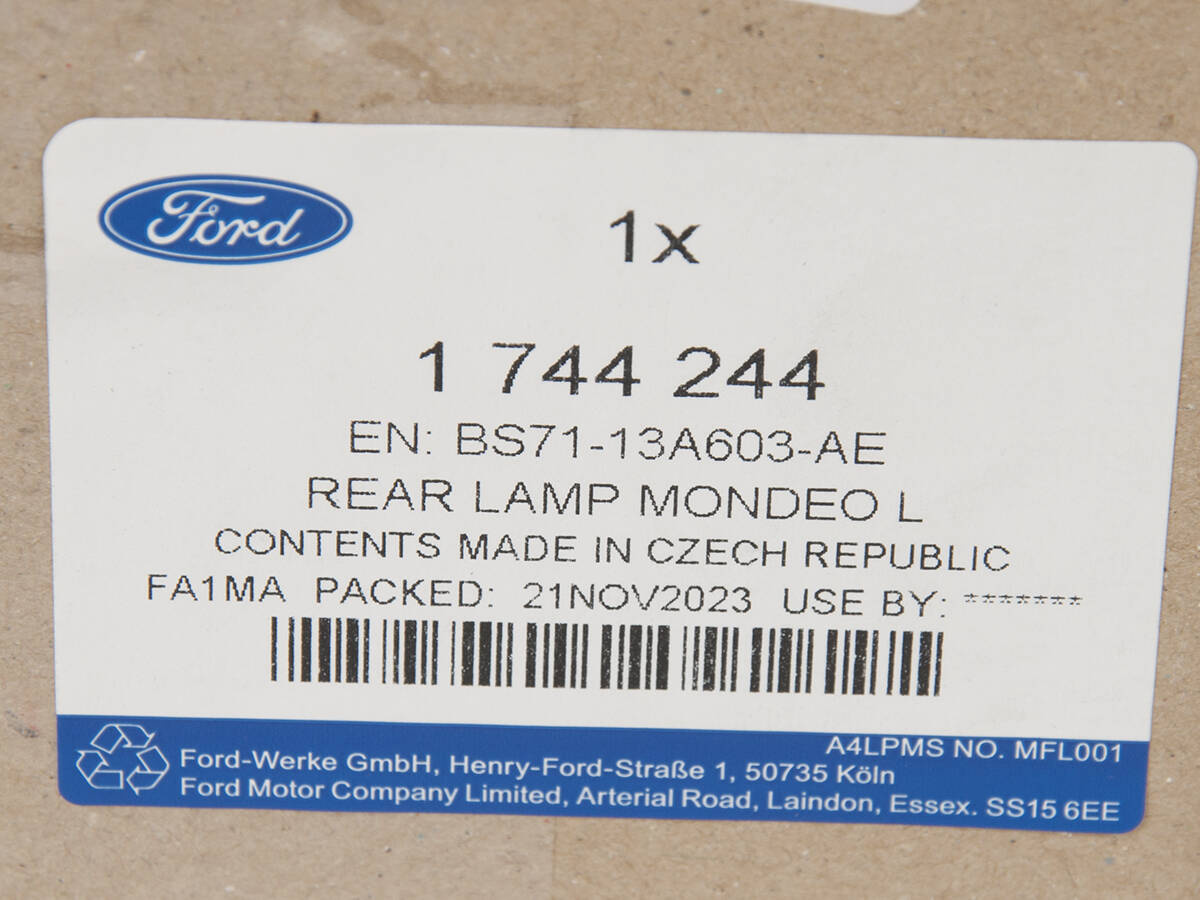 Ford
1x
1 744 244
EN: BS71-13A603-AE
REAR LAMP MONDEO L
CONTENTS MADE IN CZECH REPUBLIC
FA1MA PACKED: 21NOV2023 USE BY: *******
A4LPMS NO. MFL001
Ford-Werke GmbH, Henry-Ford-Straße 1, 50735 Köln
Ford Motor Company Limited, Arterial Road, Laindon, Essex. SS15 6EE